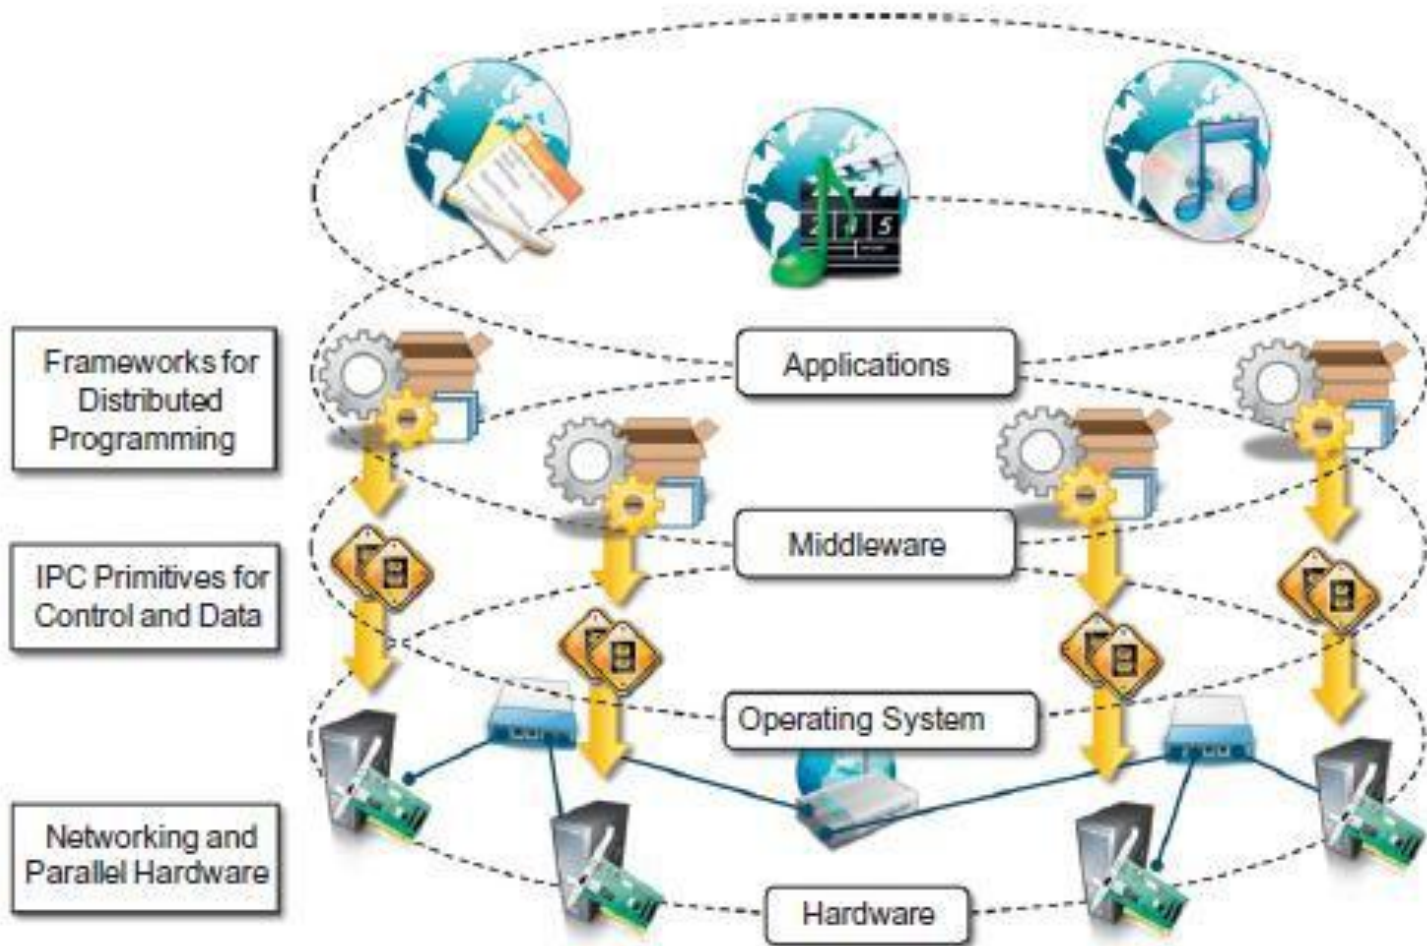 Applications
Frameworks for
Distributed
Programming
Middleware
IPC Primitives for
Control and Data
Operating System
Networking and
Parallel Hardware
Hardware